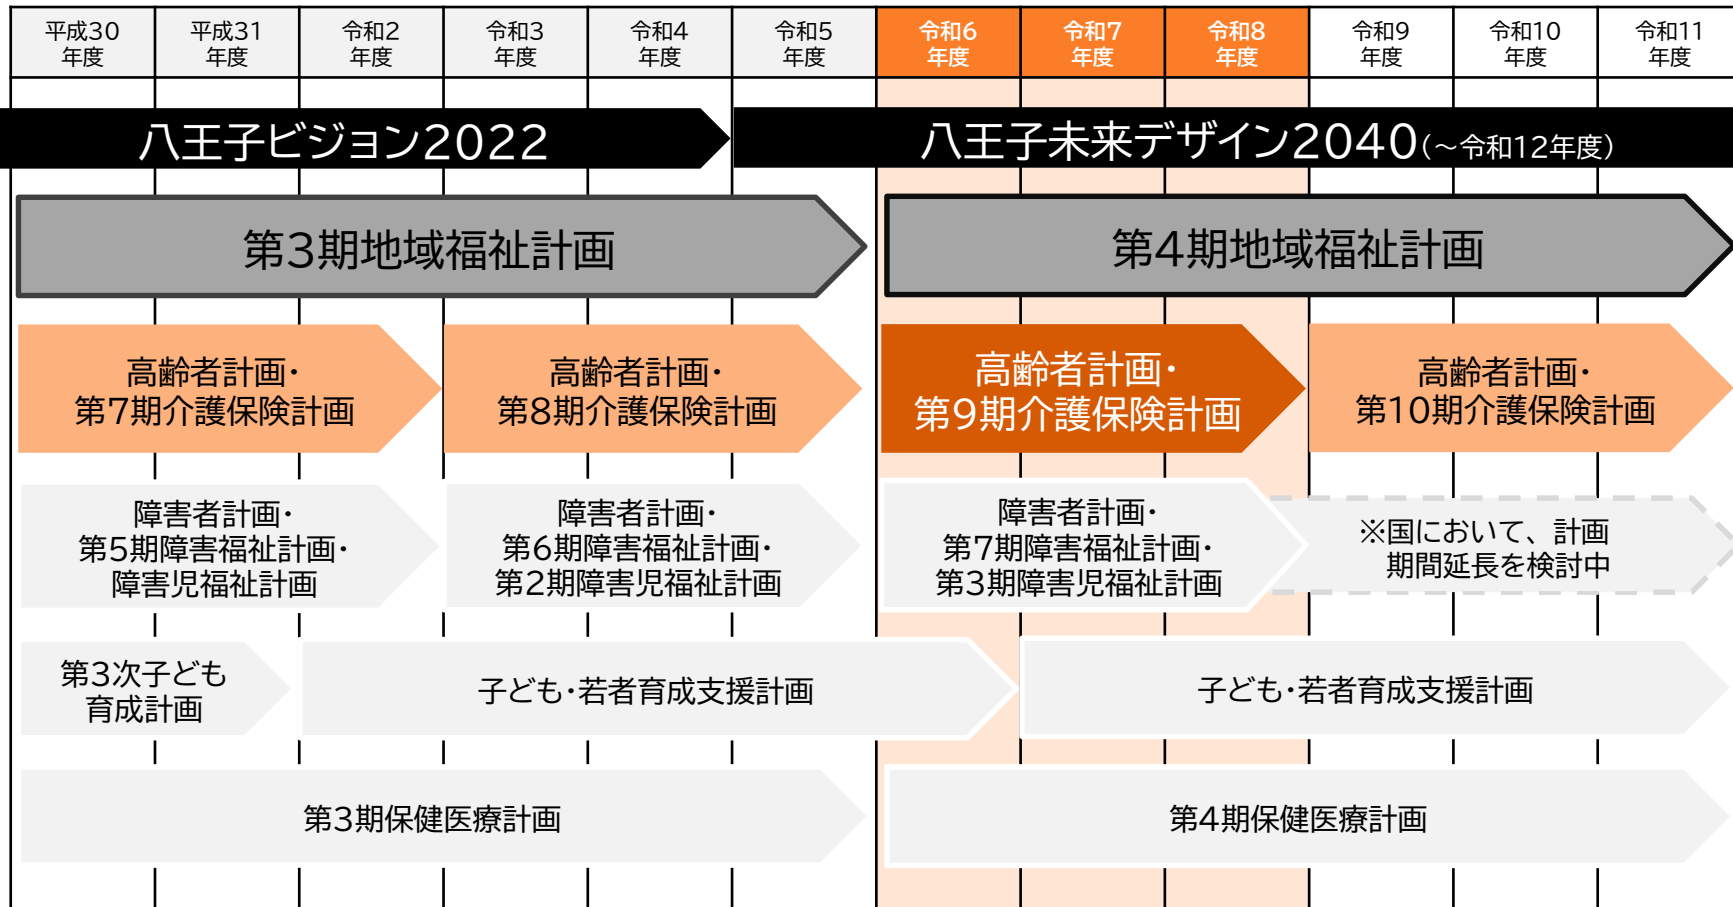 平成30
年度
平成31
年度
令和2
年度
令和3
年度
令和4
年度
令和5
年度
令和6
年度
令和7
年度
令和8
年度
令和9
年度
令和10
年度
令和11
年度
八王子ビジョン2022
八王子未来デザイン2040(~令和12年度)
第3期地域福祉計画
第4期地域福祉計画
高齢者計画・
第7期介護保険計画
高齢者計画・
第8期介護保険計画
高齢者計画・
第9期介護保険計画
高齢者計画・
第10期介護保険計画
障害者計画・
第5期障害福祉計画・
障害児福祉計画
障害者計画・
第6期障害福祉計画・
第2期障害児福祉計画
障害者計画・
第7期障害福祉計画・
第3期障害児福祉計画
※国において、計画
期間延長を検討中
第3次子ども
育成計画
子ども・若者育成支援計画
子ども・若者育成支援計画
第3期保健医療計画
第4期保健医療計画